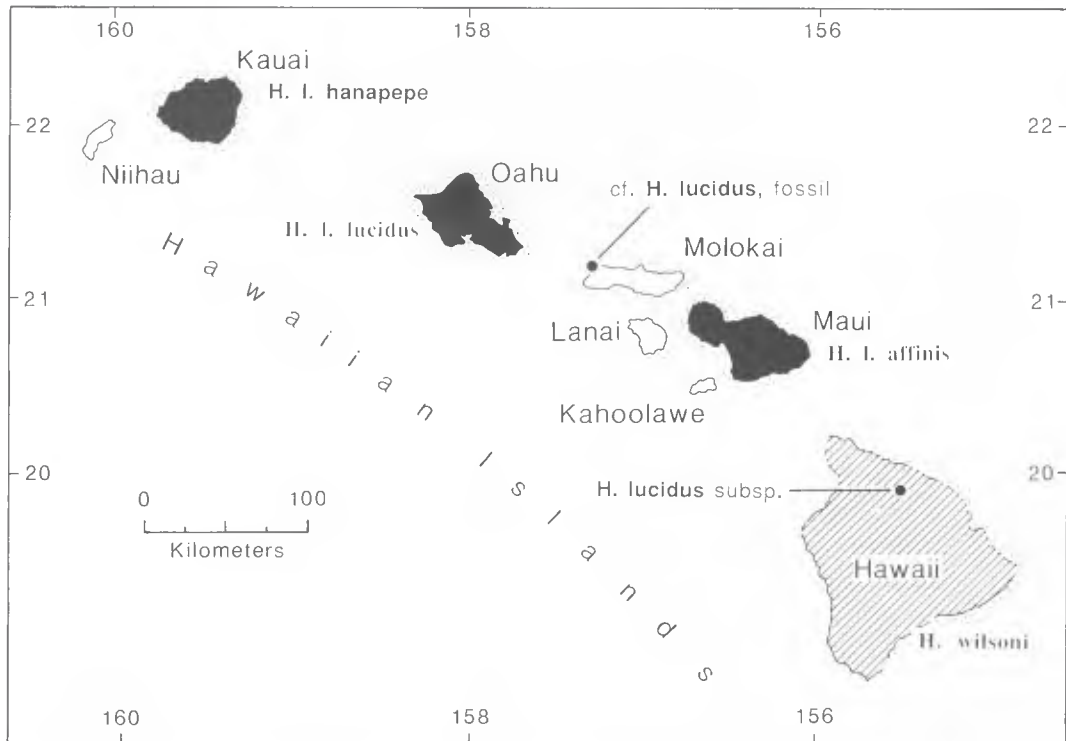 160 158 156
Kauai
H. l. hanapepe
22 22
Niihau
Oahu
cf. H. lucidus, fossil
H. l. lucidus
Molokai
21 21
Lanai
Maui
H. l. affinis
Kahoolawe
Hawaiian Islands
20 20
H. lucidus subsp.
0 100
Kilometers
Hawaii
H. wilsoni
160 158 156